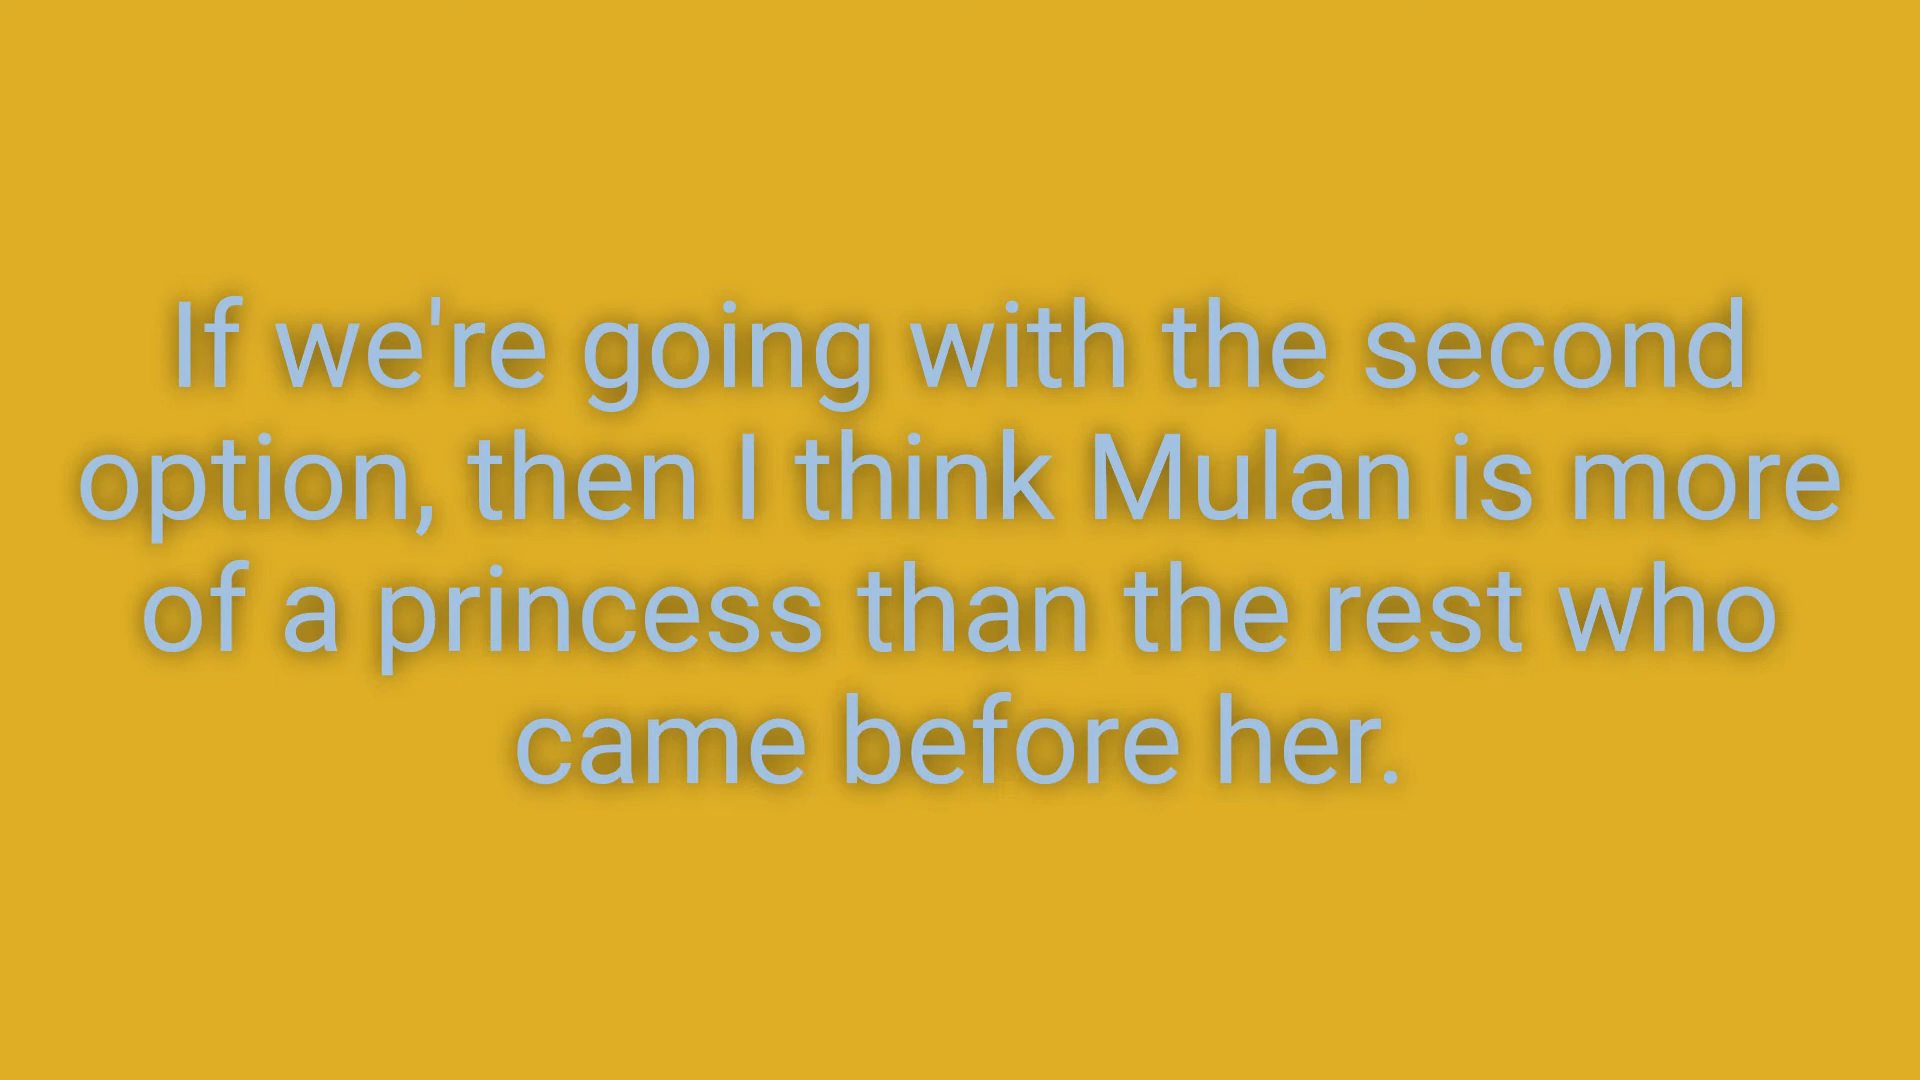 If we're going with the second
option, then I think Mulan is more
of a princess than the rest who
came before her.